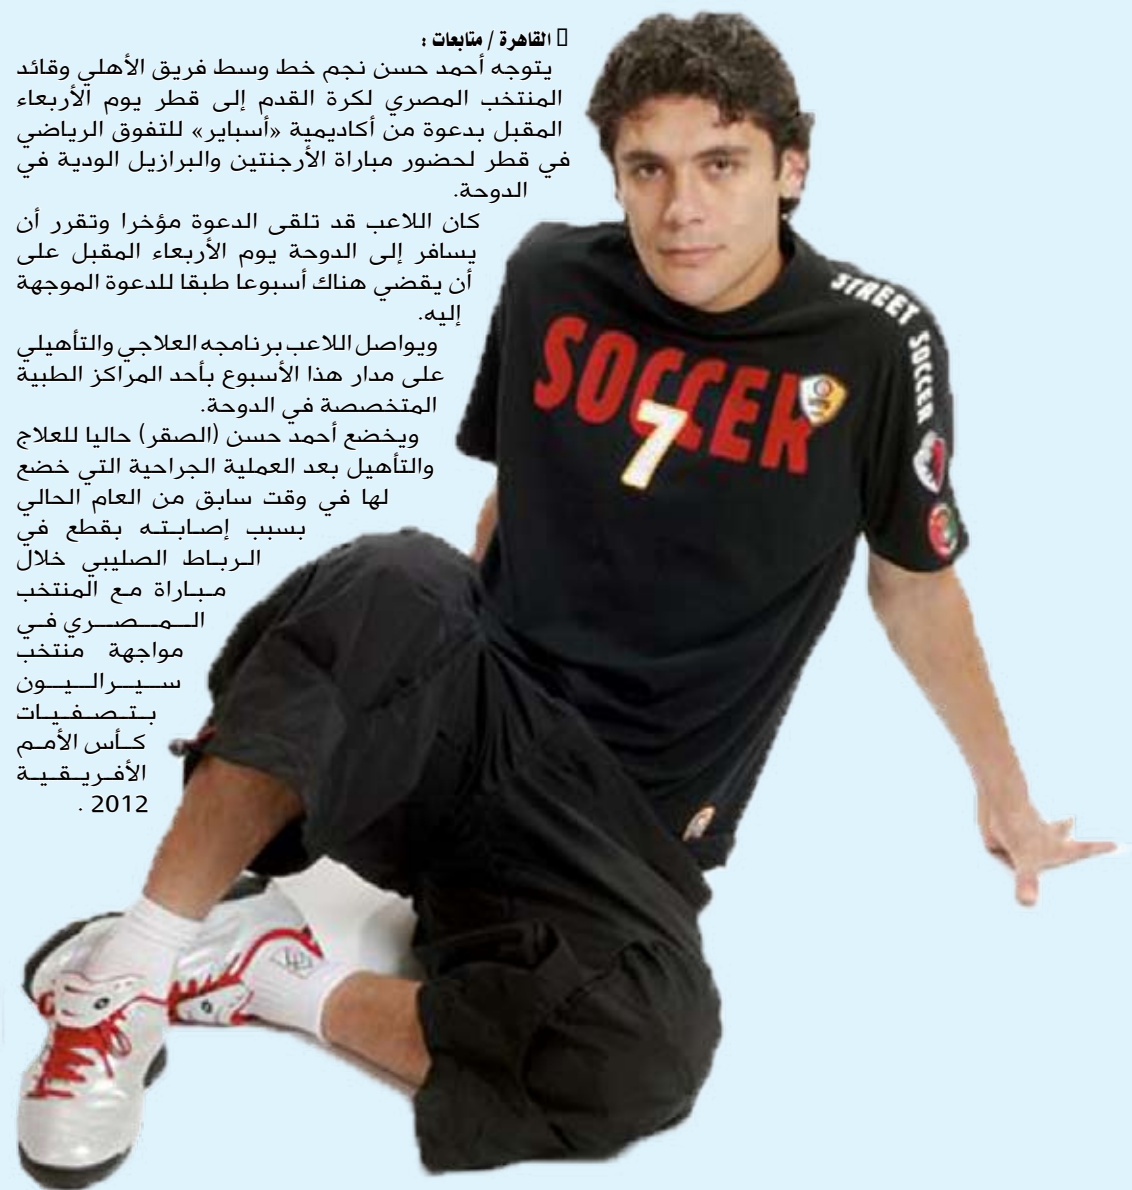 القاهرة / متابعات :
يتوجه أحمد حسن نجم خط وسط فريق الأهلي وقائد
المنتخب المصري لكرة القدم إلى قطر يوم الأربعاء
المقبل بدعوة من أكاديمية «أسباير» للتفوق الرياضي
في قطر لحضور مباراة الأرجنتين والبرازيل الودية في
الدوحة.
كان اللاعب قد تلقى الدعوة مؤخرا وتقرر أن
يسافر إلى الدوحة يوم الأربعاء المقبل على
أن يقضي هناك أسبوعا طبقا للدعوة الموجهة
إليه.
ويواصل اللاعب برنامجه العلاجي والتأهيلي
على مدار هذا الأسبوع بأحد المراكز الطبية
المتخصصة في الدوحة.
ويخضع أحمد حسن (الصقر) حاليا للعلاج
والتأهيل بعد العملية الجراحية التي خضع
لها في وقت سابق من العام الحالي
بسبب إصابته بقطع في
الرباط الصليبي خلال
مباراة مع المنتخب
المصري في
مواجهة منتخب
سيراليون
بتصفيات
كأس الأمم
الأفريقية
2012 .
STREET SOCCER
SOCCER
7